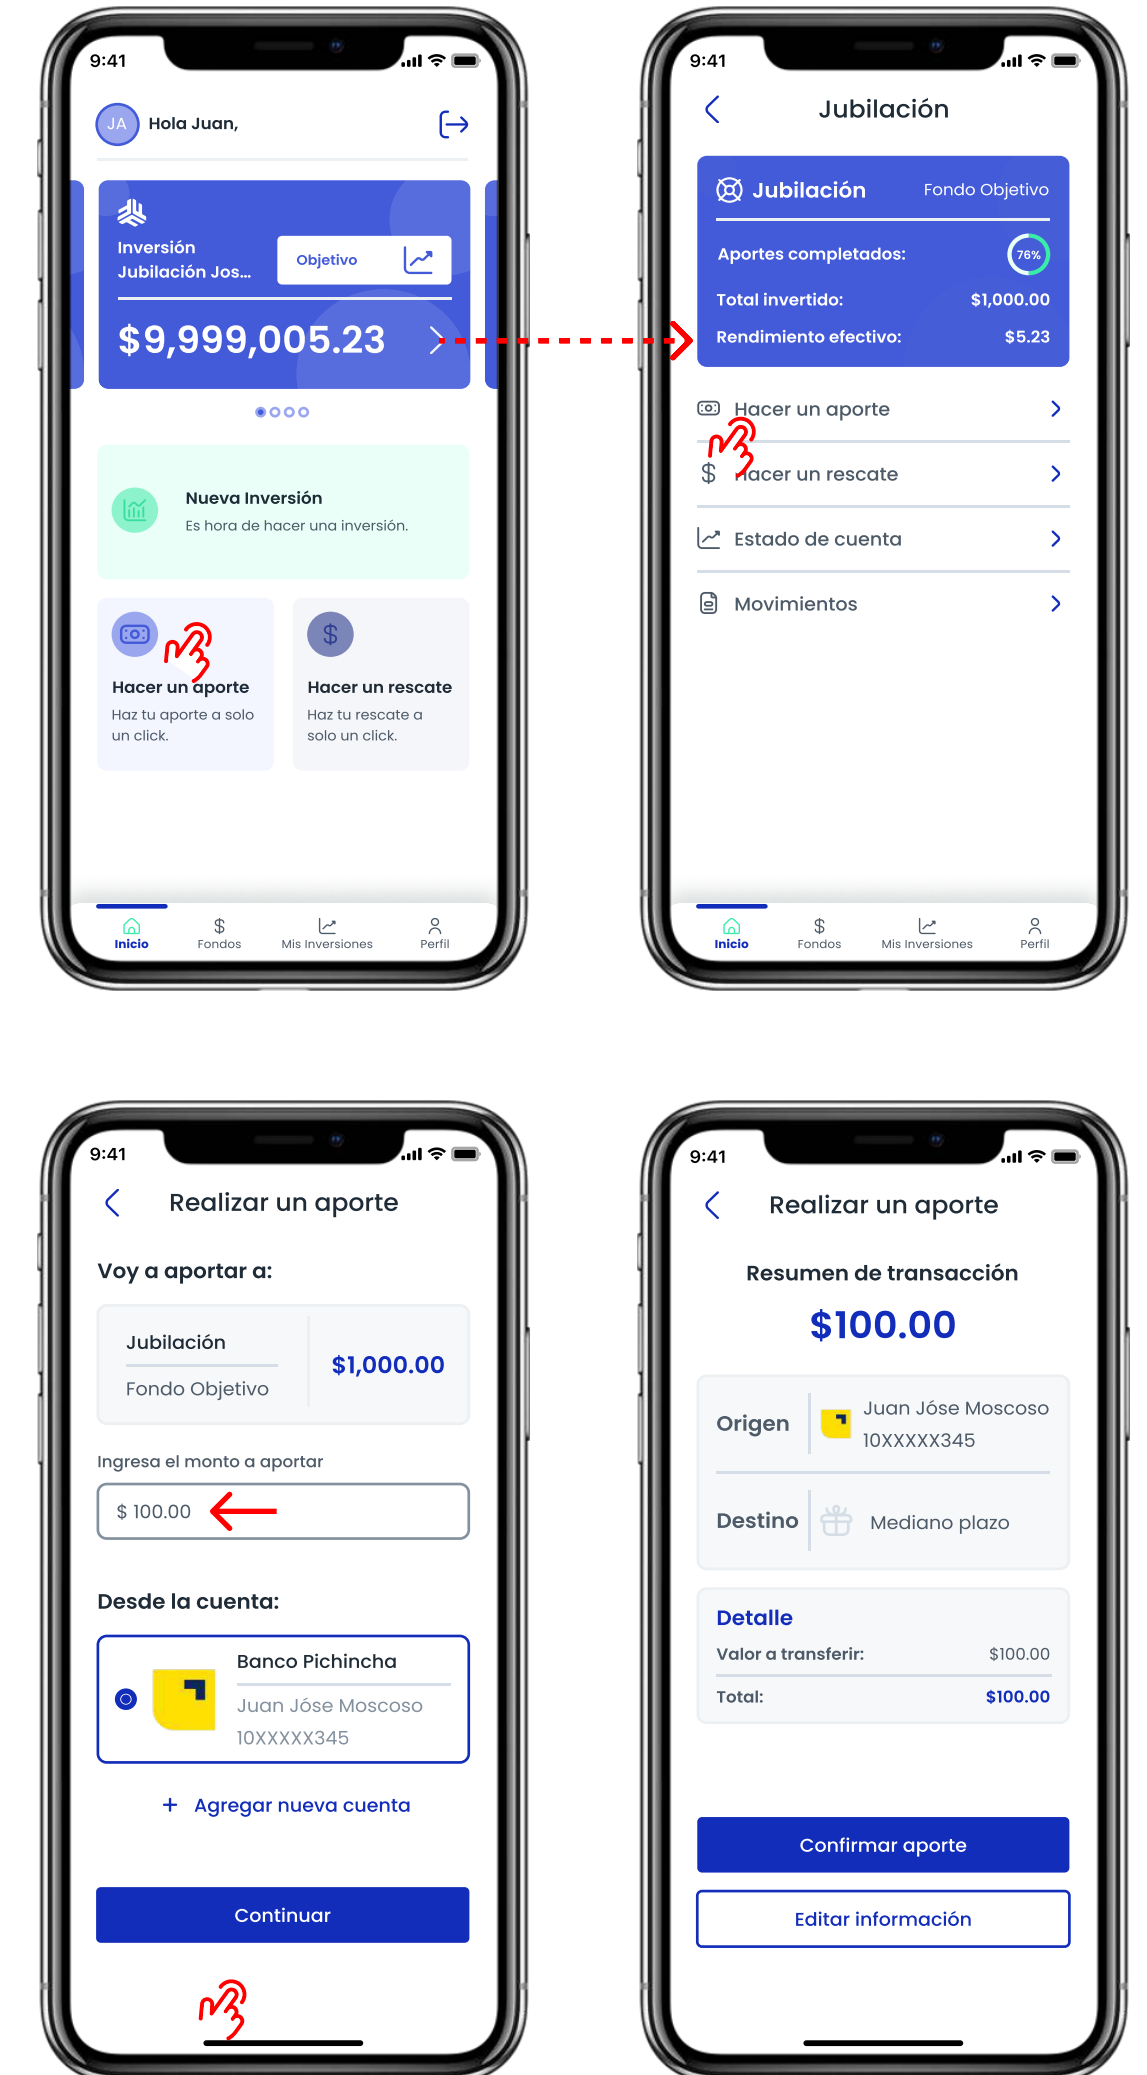 9:41
JA
Hola Juan,
Inversión
Jubilación Jos...
Objetivo
$9,999,005.23
Nueva Inversión
Es hora de hacer una inversión.
Hacer un aporte
Haz tu aporte a solo
un click.
$
Hacer un rescate
Haz tu rescate a
solo un click.
Inicio
$
Fondos
Mis Inversiones
Perfil
9:41
Jubilación
Jubilación
Fondo Objetivo
Aportes completados:
76%
Total invertido:
$1,000.00
Rendimiento efectivo:
$5.23
Hacer un aporte
$ Hacer un rescate
Estado de cuenta
Movimientos
Inicio
$
Fondos
Mis Inversiones
Perfil
9:41
Realizar un aporte
Voy a aportar a:
Jubilación
Fondo Objetivo
$1,000.00
Ingresa el monto a aportar
$ 100.00
Desde la cuenta:
Banco Pichincha
Juan Jóse Moscoso
10XXXXX345
+ Agregar nueva cuenta
Continuar
9:41
Realizar un aporte
Resumen de transacción
$100.00
Origen
Juan Jóse Moscoso
10XXXXX345
Destino
Mediano plazo
Detalle
Valor a transferir:
$100.00
Total:
$100.00
Confirmar aporte
Editar información